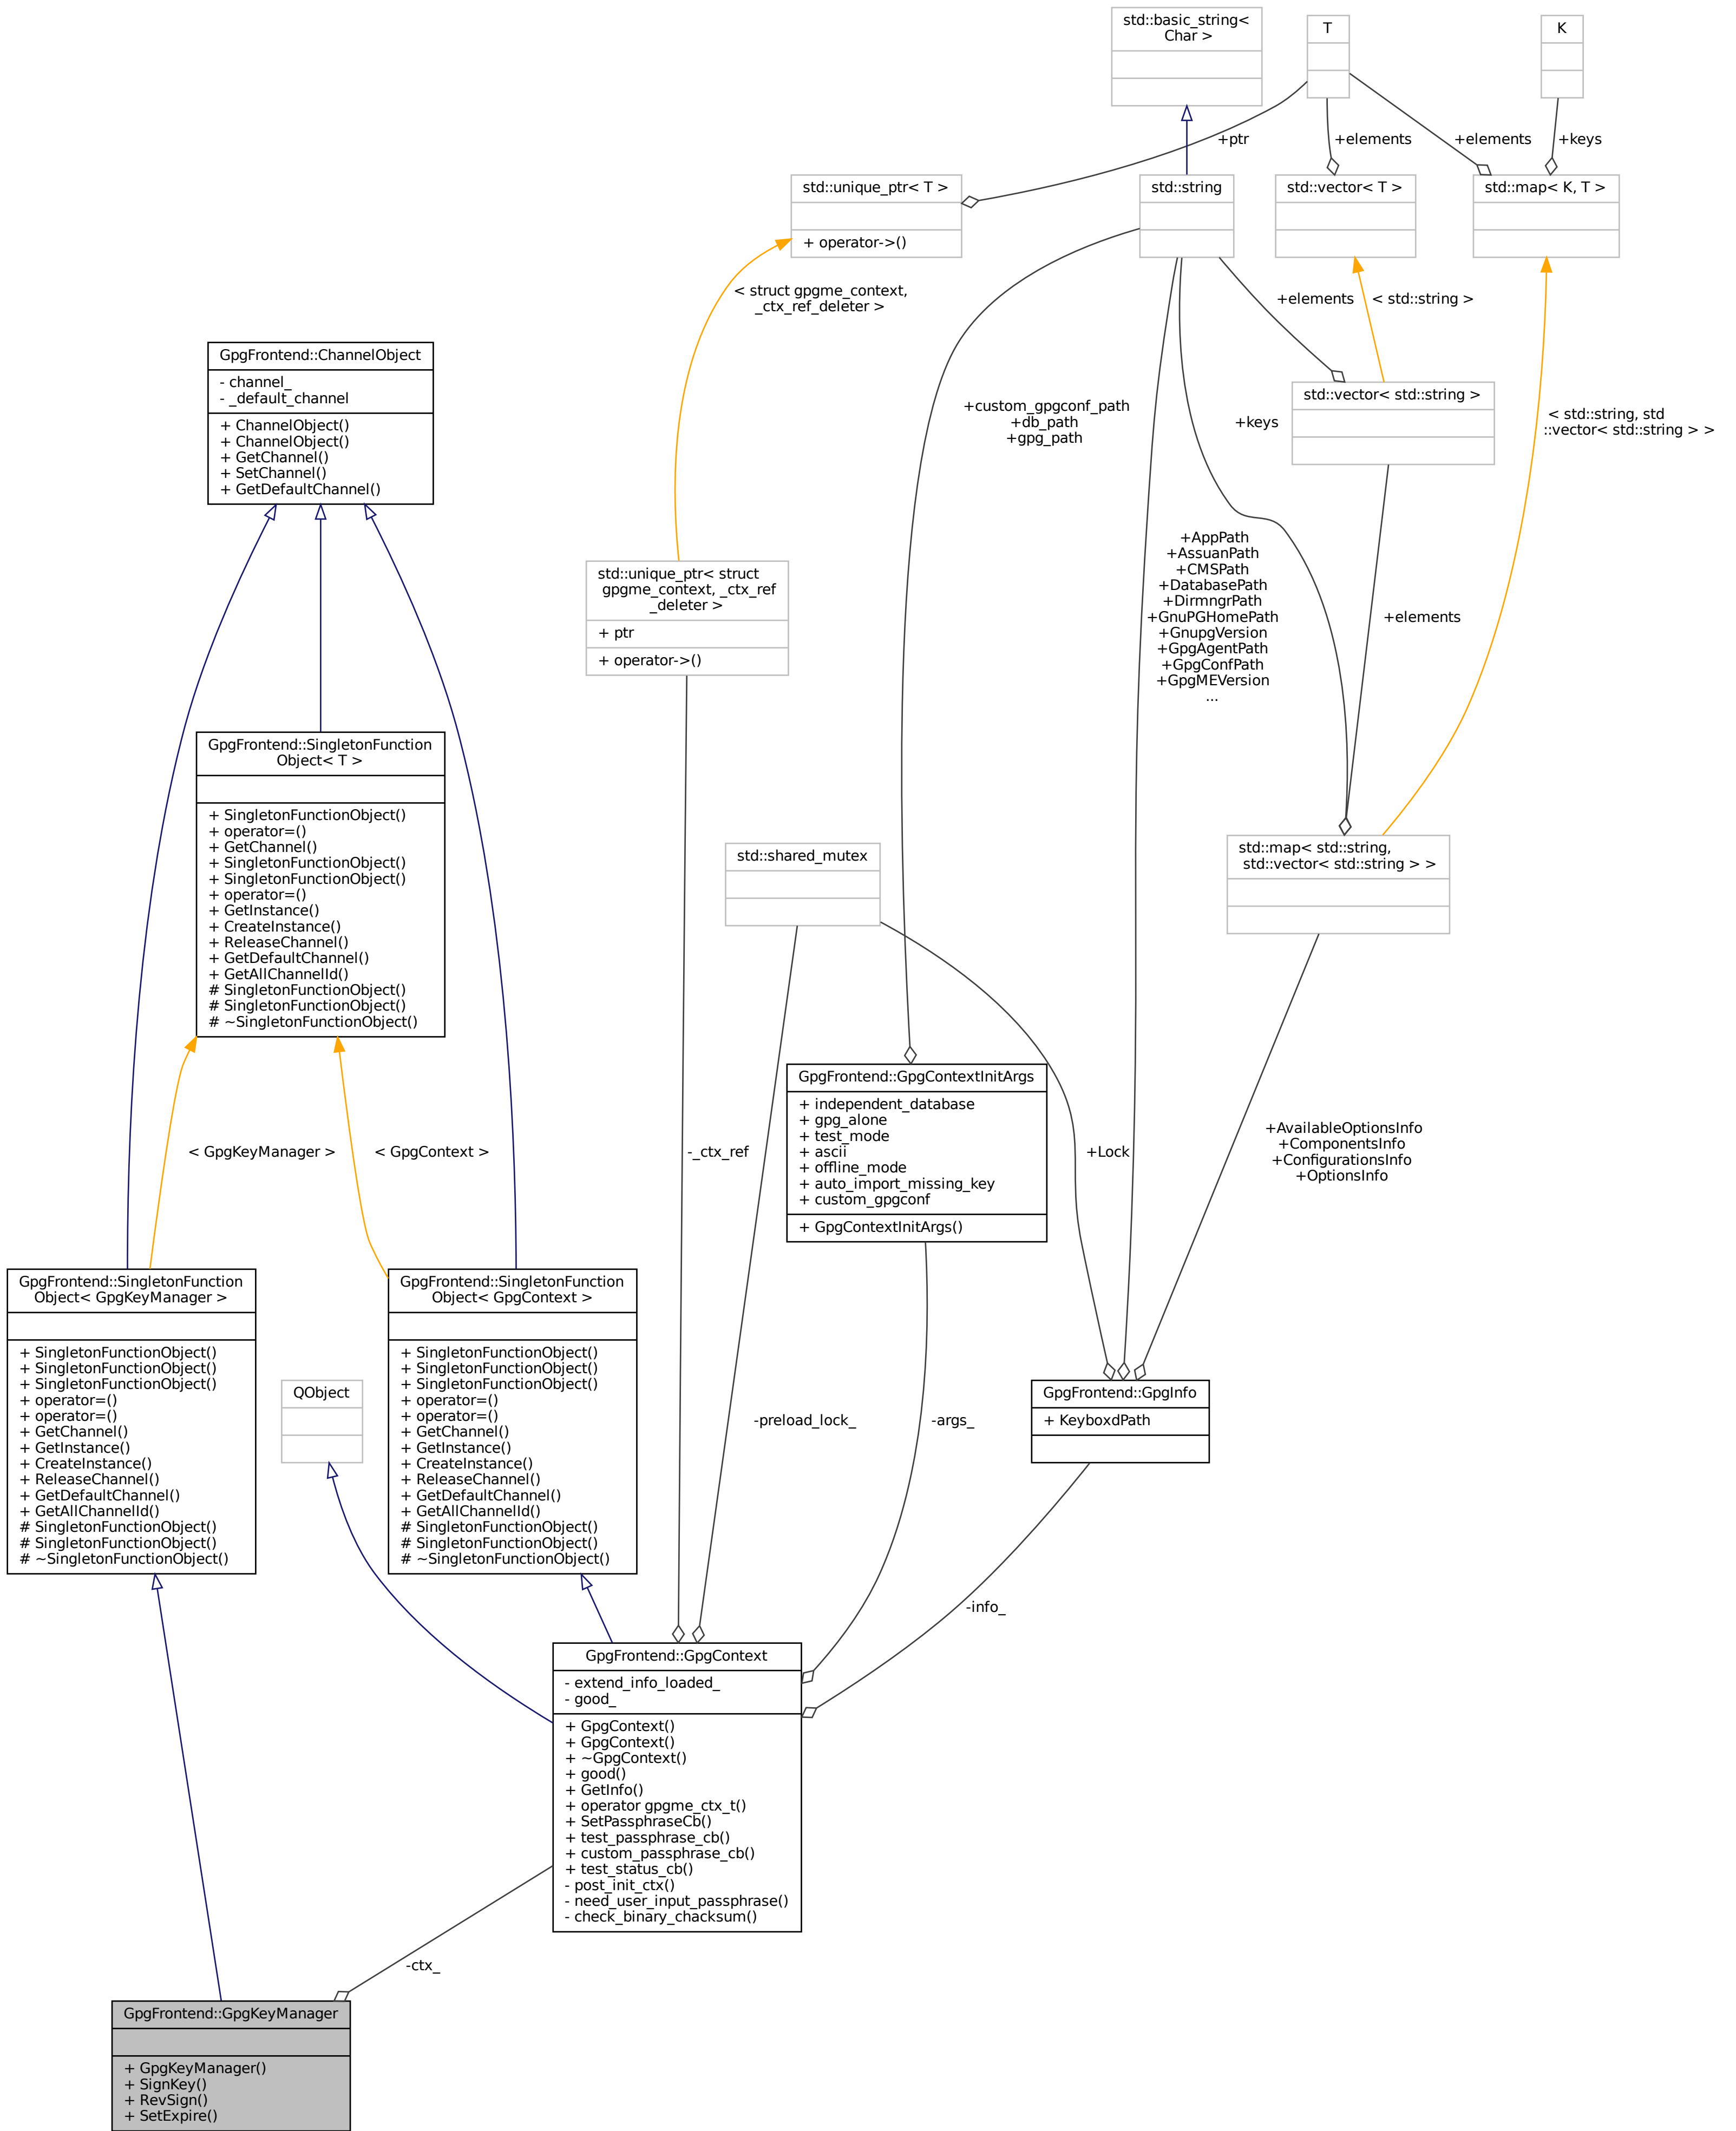 std::basic_string<
Char >
T
K
+ptr
+elements
+elements
+keys
std::unique_ptr< T >
+ operator->()
std::string
std::vector< T >
std::map< K, T >
< struct gpgme_context,
_ctx_ref_deleter >
+elements
< std::string >
GpgFrontend::ChannelObject
- channel_
- _default_channel
+ ChannelObject()
+ ChannelObject()
+ GetChannel()
+ SetChannel()
+ GetDefaultChannel()
+custom_gpgconf_path
+db_path
+gpg_path
+keys
std::vector< std::string >
< std::string, std
::vector< std::string > >
std::unique_ptr< struct
gpgme_context, _ctx_ref
_deleter >
+ ptr
+ operator->()
+AppPath
+AssuanPath
+CMSPath
+DatabasePath
+DirmngrPath
+GnuPGHomePath
+GnupgVersion
+GpgAgentPath
+GpgConfPath
+GpgMEVersion
...
+elements
GpgFrontend::SingletonFunction
Object< T >
+ SingletonFunctionObject()
+ operator=()
+ GetChannel()
+ SingletonFunctionObject()
+ SingletonFunctionObject()
+ operator=()
+ GetInstance()
+ CreateInstance()
+ ReleaseChannel()
+ GetDefaultChannel()
+ GetAllChannelId()
# SingletonFunctionObject()
# SingletonFunctionObject()
# ~SingletonFunctionObject()
std::shared_mutex
std::map< std::string,
std::vector< std::string > >
GpgFrontend::GpgContextInitArgs
+ independent_database
+ gpg_alone
+ test_mode
+ ascii
+ offline_mode
+ auto_import_missing_key
+ custom_gpgconf
+ GpgContextInitArgs()
< GpgKeyManager >
< GpgContext >
-_ctx_ref
+Lock
+AvailableOptionsInfo
+ComponentsInfo
+ConfigurationsInfo
+OptionsInfo
GpgFrontend::SingletonFunction
Object< GpgKeyManager >
+ SingletonFunctionObject()
+ SingletonFunctionObject()
+ SingletonFunctionObject()
+ operator=()
+ operator=()
+ GetChannel()
+ GetInstance()
+ CreateInstance()
+ ReleaseChannel()
+ GetDefaultChannel()
+ GetAllChannelId()
# SingletonFunctionObject()
# SingletonFunctionObject()
# ~SingletonFunctionObject()
QObject
GpgFrontend::SingletonFunction
Object< GpgContext >
+ SingletonFunctionObject()
+ SingletonFunctionObject()
+ SingletonFunctionObject()
+ operator=()
+ operator=()
+ GetChannel()
+ GetInstance()
+ CreateInstance()
+ ReleaseChannel()
+ GetDefaultChannel()
+ GetAllChannelId()
# SingletonFunctionObject()
# SingletonFunctionObject()
# ~SingletonFunctionObject()
-preload_lock_
-args_
GpgFrontend::GpgInfo
+ KeyboxdPath
-info_
GpgFrontend::GpgContext
- extend_info_loaded_
- good_
+ GpgContext()
+ GpgContext()
+ ~GpgContext()
+ good()
+ GetInfo()
+ operator gpgme_ctx_t()
+ SetPassphraseCb()
+ test_passphrase_cb()
+ custom_passphrase_cb()
+ test_status_cb()
- post_init_ctx()
- need_user_input_passphrase()
- check_binary_chacksum()
-ctx_
GpgFrontend::GpgKeyManager
+ GpgKeyManager()
+ SignKey()
+ RevSign()
+ SetExpire()